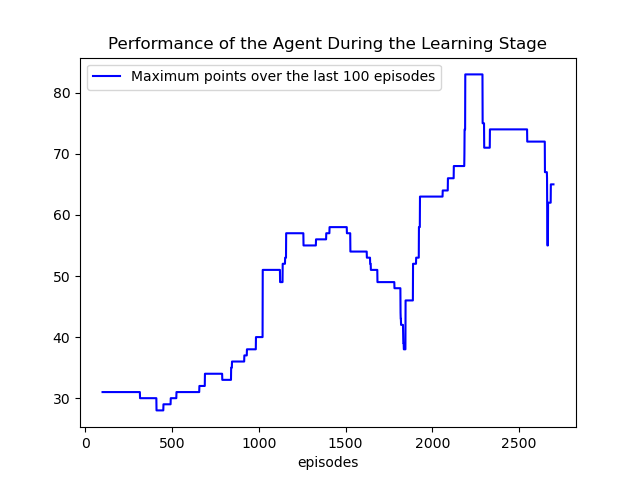 Performance of the Agent During the Learning Stage
Maximum points over the last 100 episodes
80
70
60
50
40
30
0 500 1000 1500 2000 2500
episodes